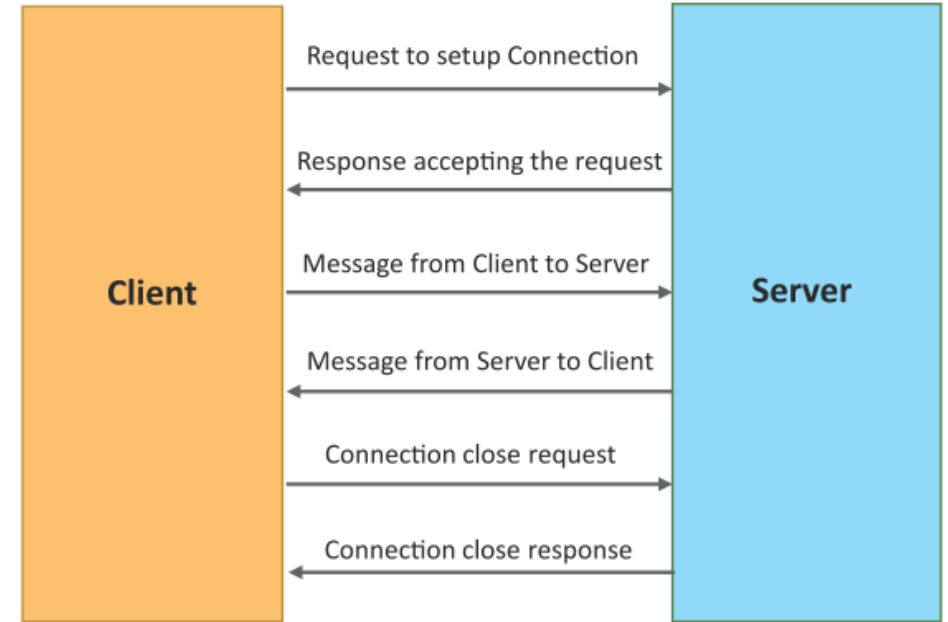 Request to setup Connection
Response accepting the request
Message from Client to Server
Client
Server
Message from Server to Client
Connection close request
Connection close response